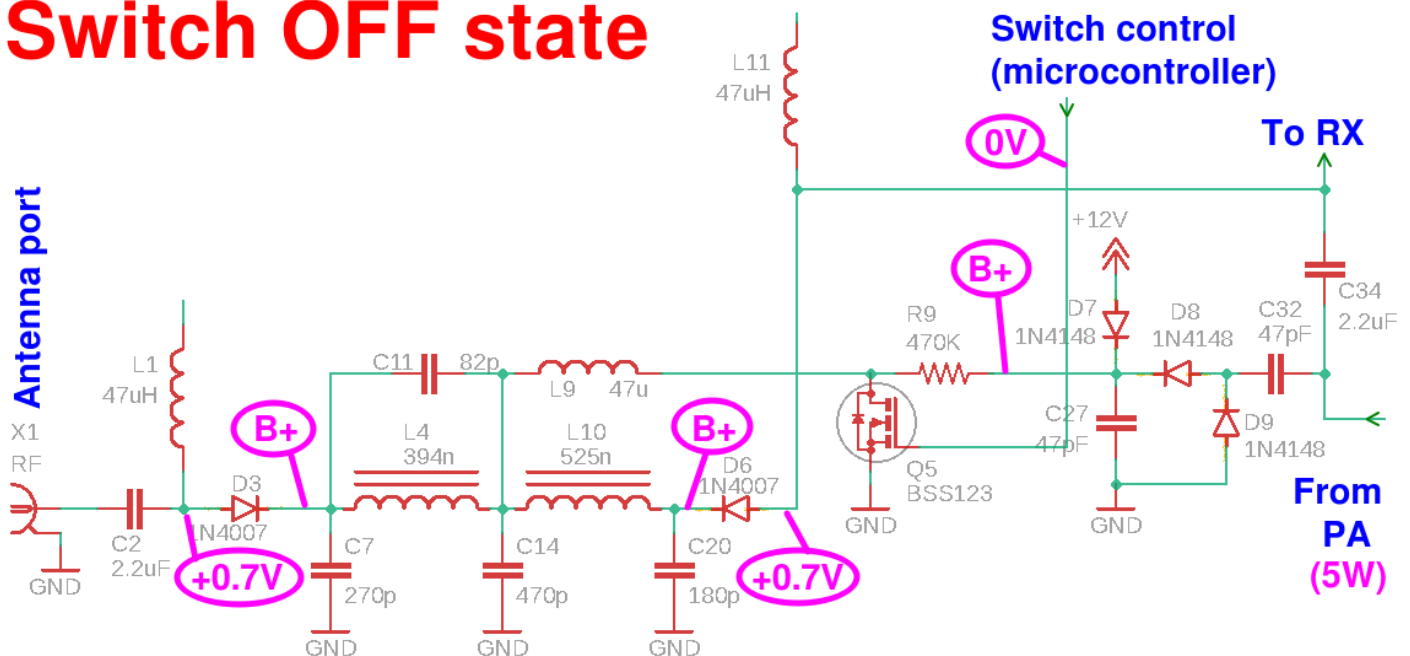 Switch OFF state
Switch control
(microcontroller)
L11
47uH
0V
To RX
Antenna port
+12V
B+
R9
470K
D7
1N4148
D8
1N4148
C32
47pF
C34
2.2uF
L1
47uH
C11
82p
L9
47u
X1
RF
B+
L4
394n
L10
525n
B+
C27
47pF
D9
1N4148
D3
1N4007
D6
1N4007
Q5
BSS123
GND
GND
From
PA
(5W)
C2
2.2uF
GND
+0.7V
C7
270p
C14
470p
C20
180p
+0.7V
GND
GND
GND